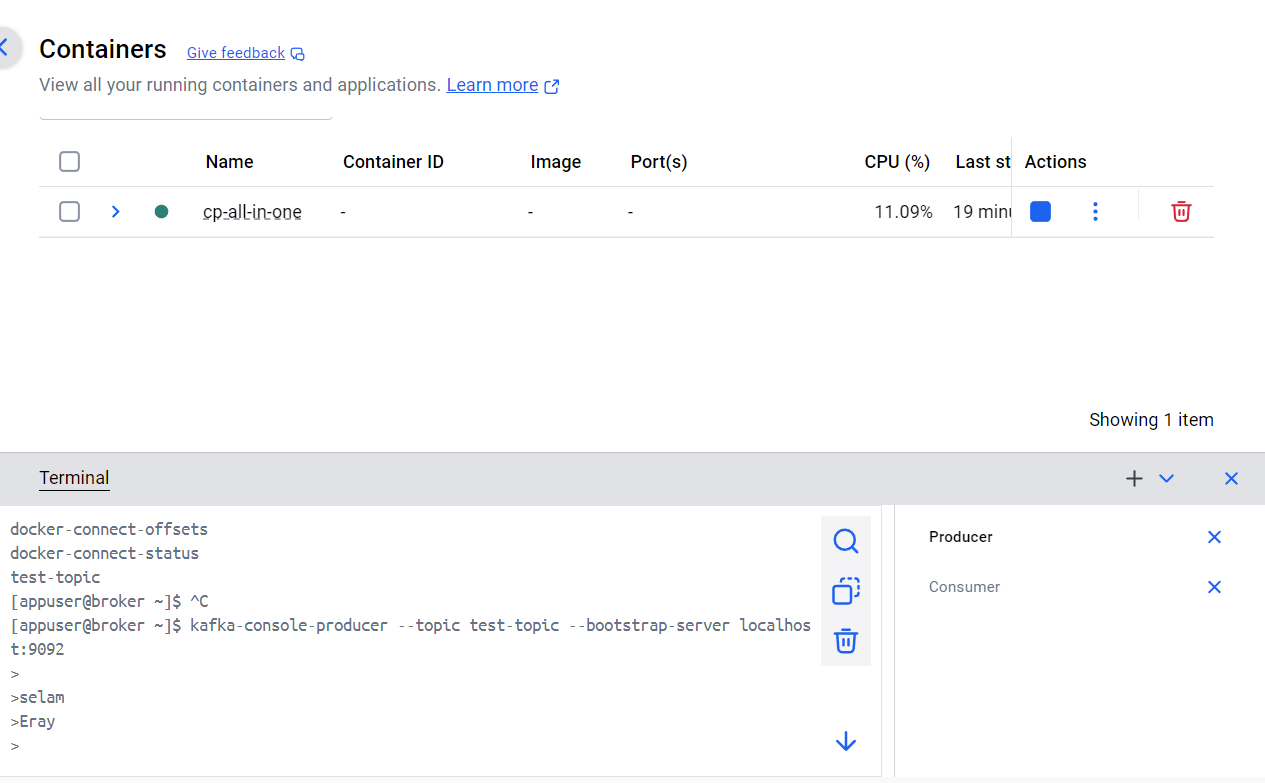 Containers Give feedback
View all your running containers and applications. Learn more
Name Container ID Image Port(s) CPU (%) Last st Actions
cp-all-in-one - - - 11.09% 19 minu
Showing 1 item
Terminal
docker-connect-offsets
docker-connect-status
test-topic
[appuser@broker ~]$ ^C
[appuser@broker ~]$ kafka-console-producer --topic test-topic --bootstrap-server localhos
t:9092
>
>selam
>Eray
>
Producer
Consumer